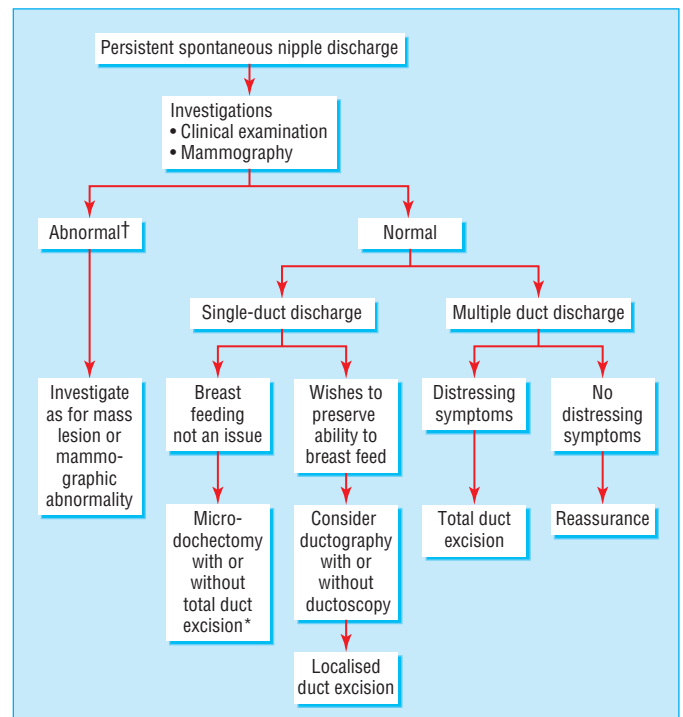 Persistent spontaneous nipple discharge
Investigations
• Clinical examination
• Mammography
Abnormal†
Normal
Single-duct discharge
Multiple duct discharge
Investigate
as for mass
lesion or
mammo-
graphic
abnormality
Breast
feeding
not an issue
Wishes to
preserve
ability to
breast feed
Distressing
symptoms
No
distressing
symptoms
Micro-
dochectomy
with or
without
total duct
excision*
Consider
ductography
with or
without
ductoscopy
Total duct
excision
Reassurance
Localised
duct excision